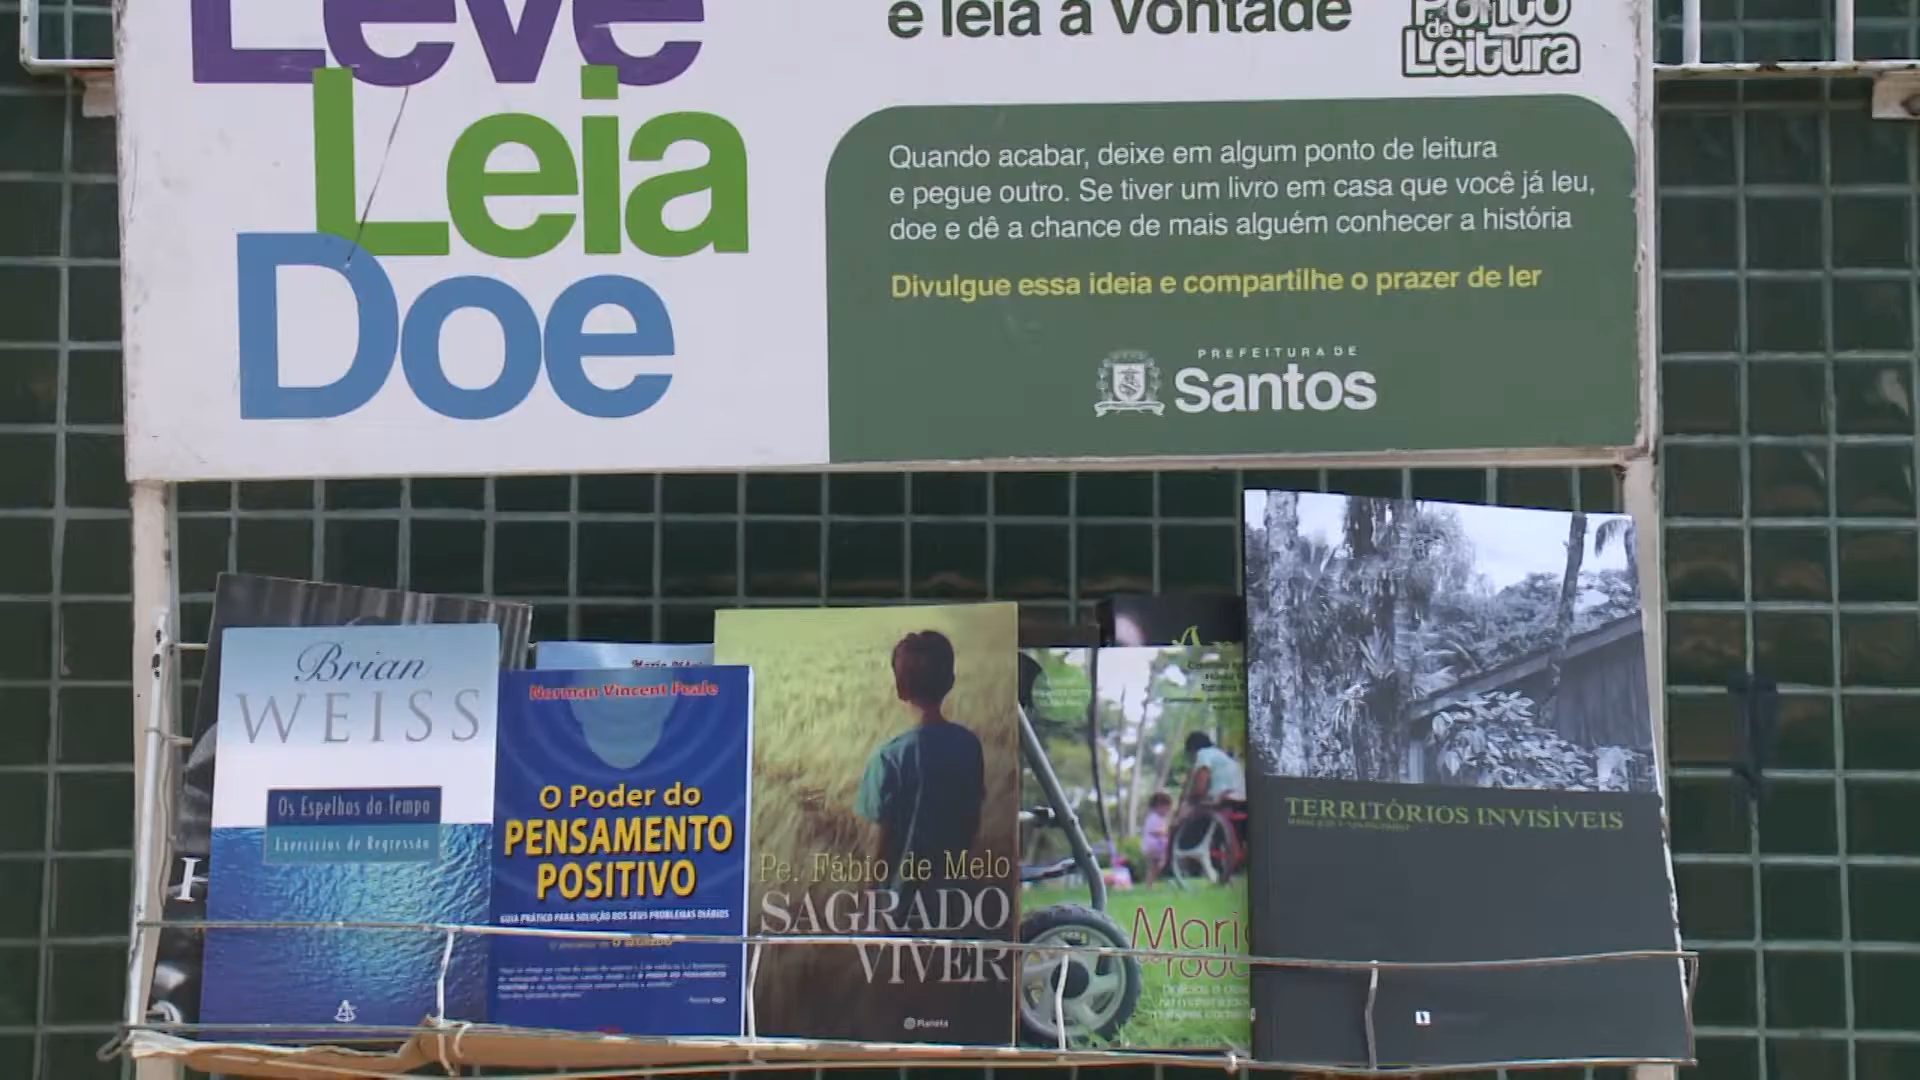 Leve
Leia
Doe
e leia à vontade
Ponto
de
Leitura
Quando acabar, deixe em algum ponto de leitura
e pegue outro. Se tiver um livro em casa que você já leu,
doe e dê a chance de mais alguém conhecer a história
Divulgue essa ideia e compartilhe o prazer de ler
PREFEITURA DE
Santos
Brian
WEISS
Os Espelhos do Tempo
Exercícios de Regressão
Norman Vincent Peale
O Poder do
PENSAMENTO
POSITIVO
GUIA PRÁTICO PARA SOLUÇÃO DOS SEUS PROBLEMAS DIÁRIOS
Pe. Fábio de Melo
SAGRADO
VIVER
Planeta
TERRITÓRIOS INVISÍVEIS